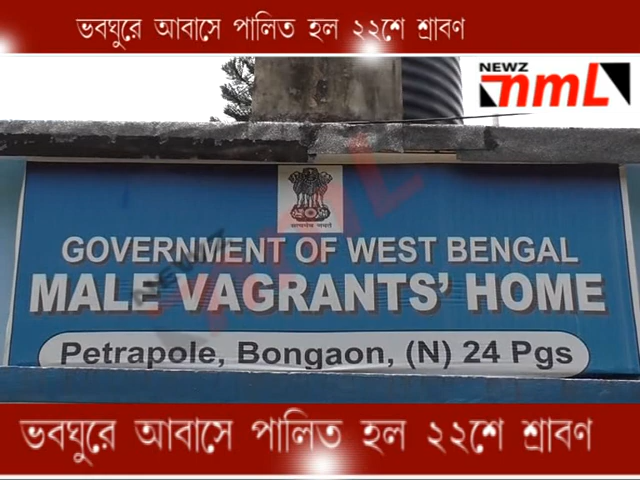 ভবঘুরে আবাসে পালিত হল ২২শে শ্রাবণ
NEWZ
nmL
GOVERNMENT OF WEST BENGAL
MALE VAGRANTS' HOME
Petrapole, Bongaon, (N) 24 Pgs
ভবঘুরে আবাসে পালিত হল ২২শে শ্রাবণ